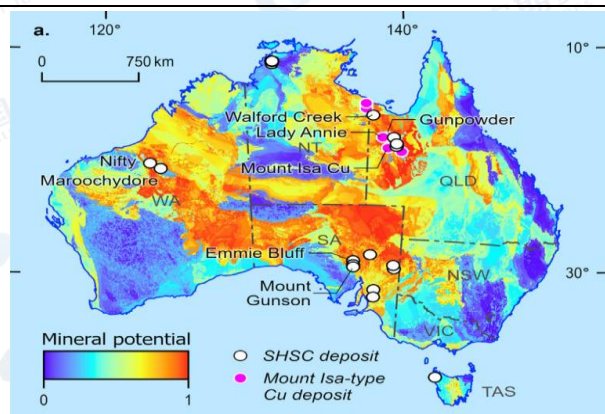 120° 140°
a.
10°
0 750 km
Walford Creek
Gunpowder
Lady Annie
NT
Mount Isa Cu
Nifty
Maroochydore
QLD
WA
Emmie Bluff
SA
30°
Mount
Gunson
NSW
VIC
Mineral potential
0 1
SHSC deposit
Mount Isa-type
Cu deposit
TAS